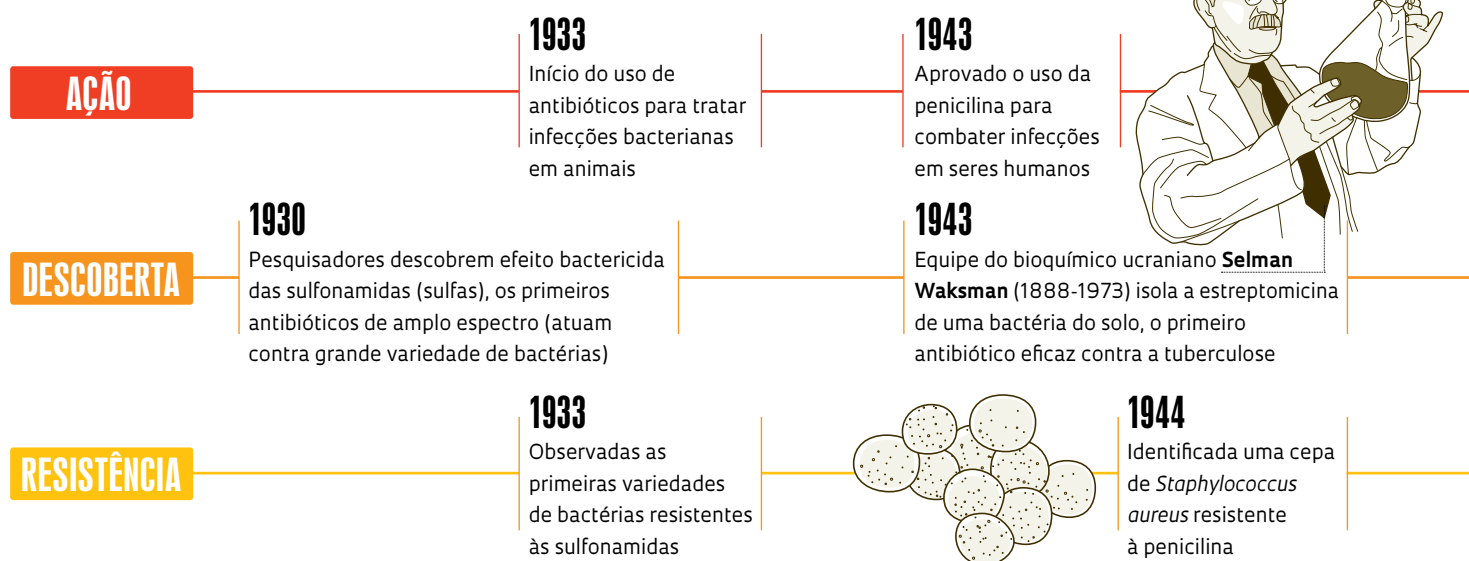 AÇÃO
1933
Início do uso de
antibióticos para tratar
infecções bacterianas
em animais
1943
Aprovado o uso da
penicilina para
combater infecções
em seres humanos
DESCOBERTA
1930
Pesquisadores descobrem efeito bactericida
das sulfonamidas (sulfas), os primeiros
antibióticos de amplo espectro (atuam
contra grande variedade de bactérias)
1943
Equipe do bioquímico ucraniano Selman
Waksman (1888-1973) isola a estreptomicina
de uma bactéria do solo, o primeiro
antibiótico eficaz contra a tuberculose
RESISTÊNCIA
1933
Observadas as
primeiras variedades
de bactérias resistentes
às sulfonamidas
1944
Identificada uma cepa
de Staphylococcus
aureus resistente
à penicilina